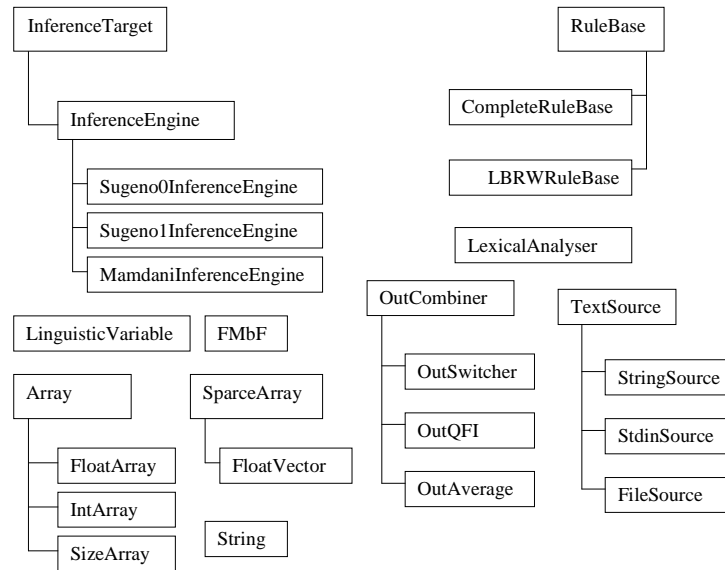 InferenceTarget
RuleBase
InferenceEngine
CompleteRuleBase
Sugeno0InferenceEngine
LBRWRuleBase
Sugeno1InferenceEngine
LexicalAnalyser
MamdaniInferenceEngine
OutCombiner
TextSource
LinguisticVariable
FMbF
OutSwitcher
StringSource
Array
SparceArray
OutQFI
StdinSource
FloatArray
FloatVector
OutAverage
FileSource
IntArray
String
SizeArray